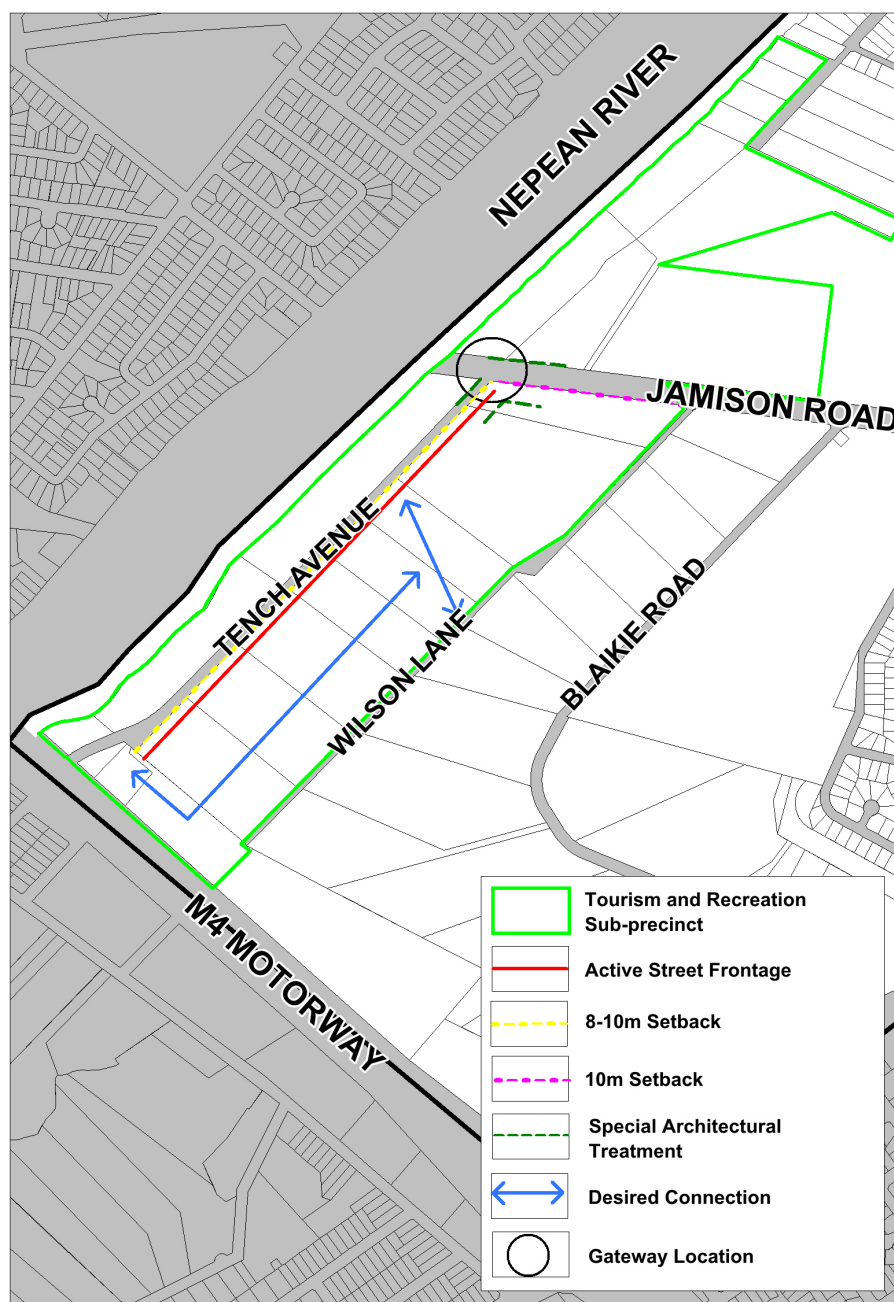 NEPEAN RIVER
JAMISON ROAD
TENCH AVENUE
WILSON LANE
BLAIKIE ROAD
M4 MOTORWAY
Tourism and Recreation
Sub-precinct
Active Street Frontage
8-10m Setback
10m Setback
Special Architectural
Treatment
Desired Connection
Gateway Location